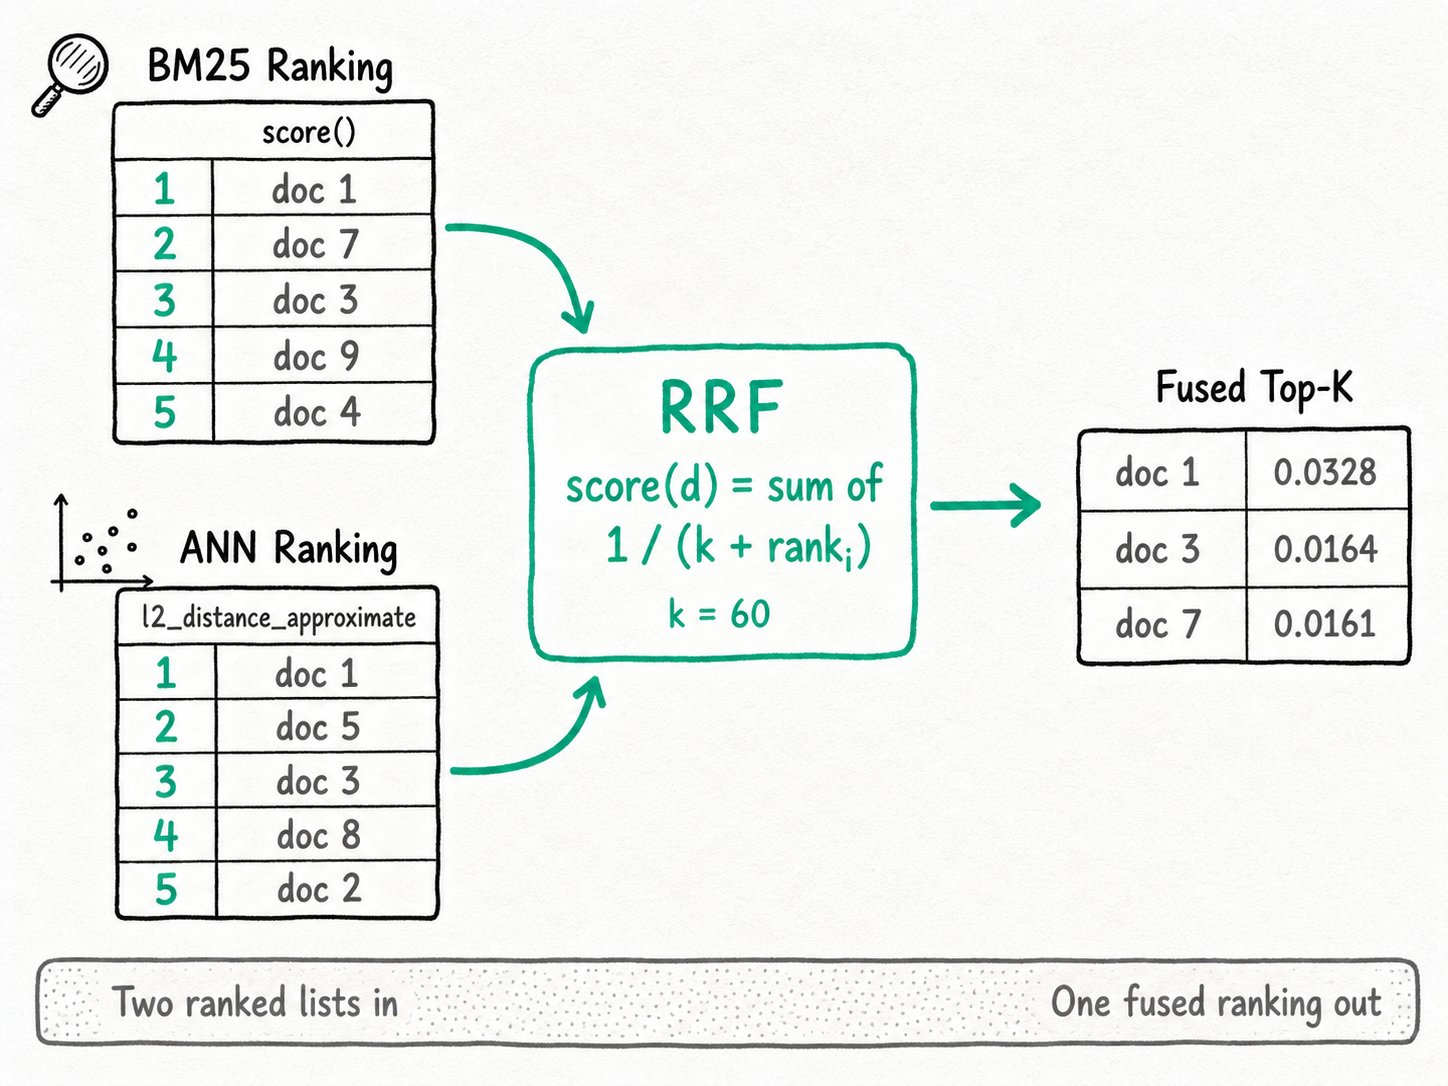 BM25 Ranking
score()
1 doc 1
2 doc 7
3 doc 3
4 doc 9
5 doc 4
ANN Ranking
l2_distance_approximate
1 doc 1
2 doc 5
3 doc 3
4 doc 8
5 doc 2
RRF
score(d) = sum of
1 / (k + rankᵢ)
k = 60
Fused Top-K
doc 1 0.0328
doc 3 0.0164
doc 7 0.0161
Two ranked lists in
One fused ranking out